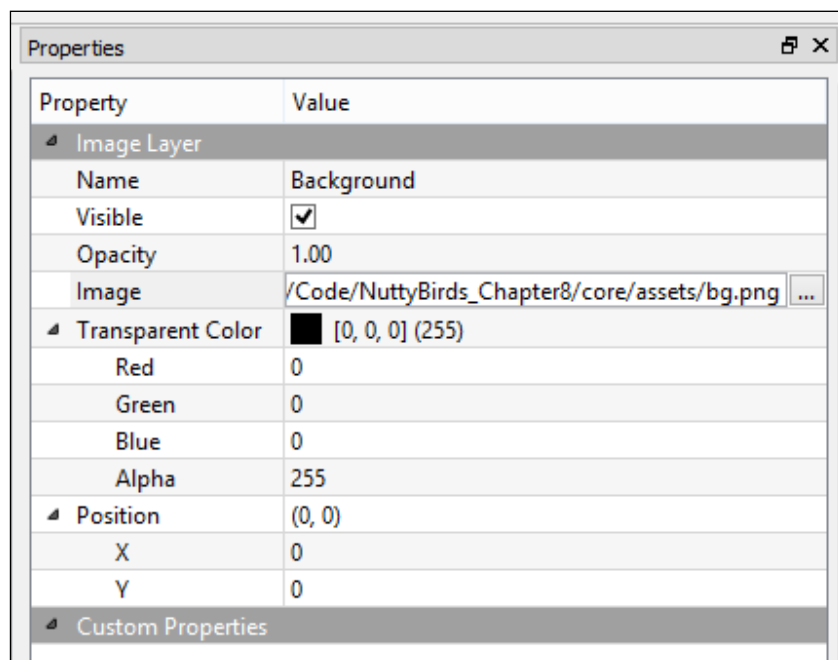 Properties
Property Value
Image Layer
Name Background
Visible
Opacity 1.00
Image /Code/NuttyBirds_Chapter8/core/assets/bg.png ...
Transparent Color [0, 0, 0] (255)
Red 0
Green 0
Blue 0
Alpha 255
Position (0, 0)
X 0
Y 0
Custom Properties